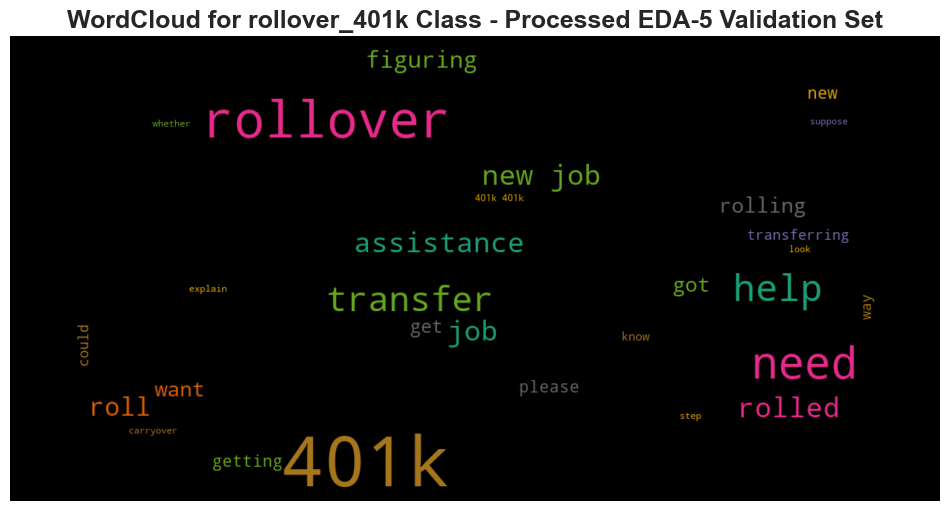 WordCloud for rollover_401k Class - Processed EDA-5 Validation Set
figuring
new
whether
rollover
suppose
new job
401k 401k
rolling
transferring
assistance
look
explain
transfer
got
help
way
could
get
job
know
need
want
please
roll
rolled
step
carryover
getting
401k